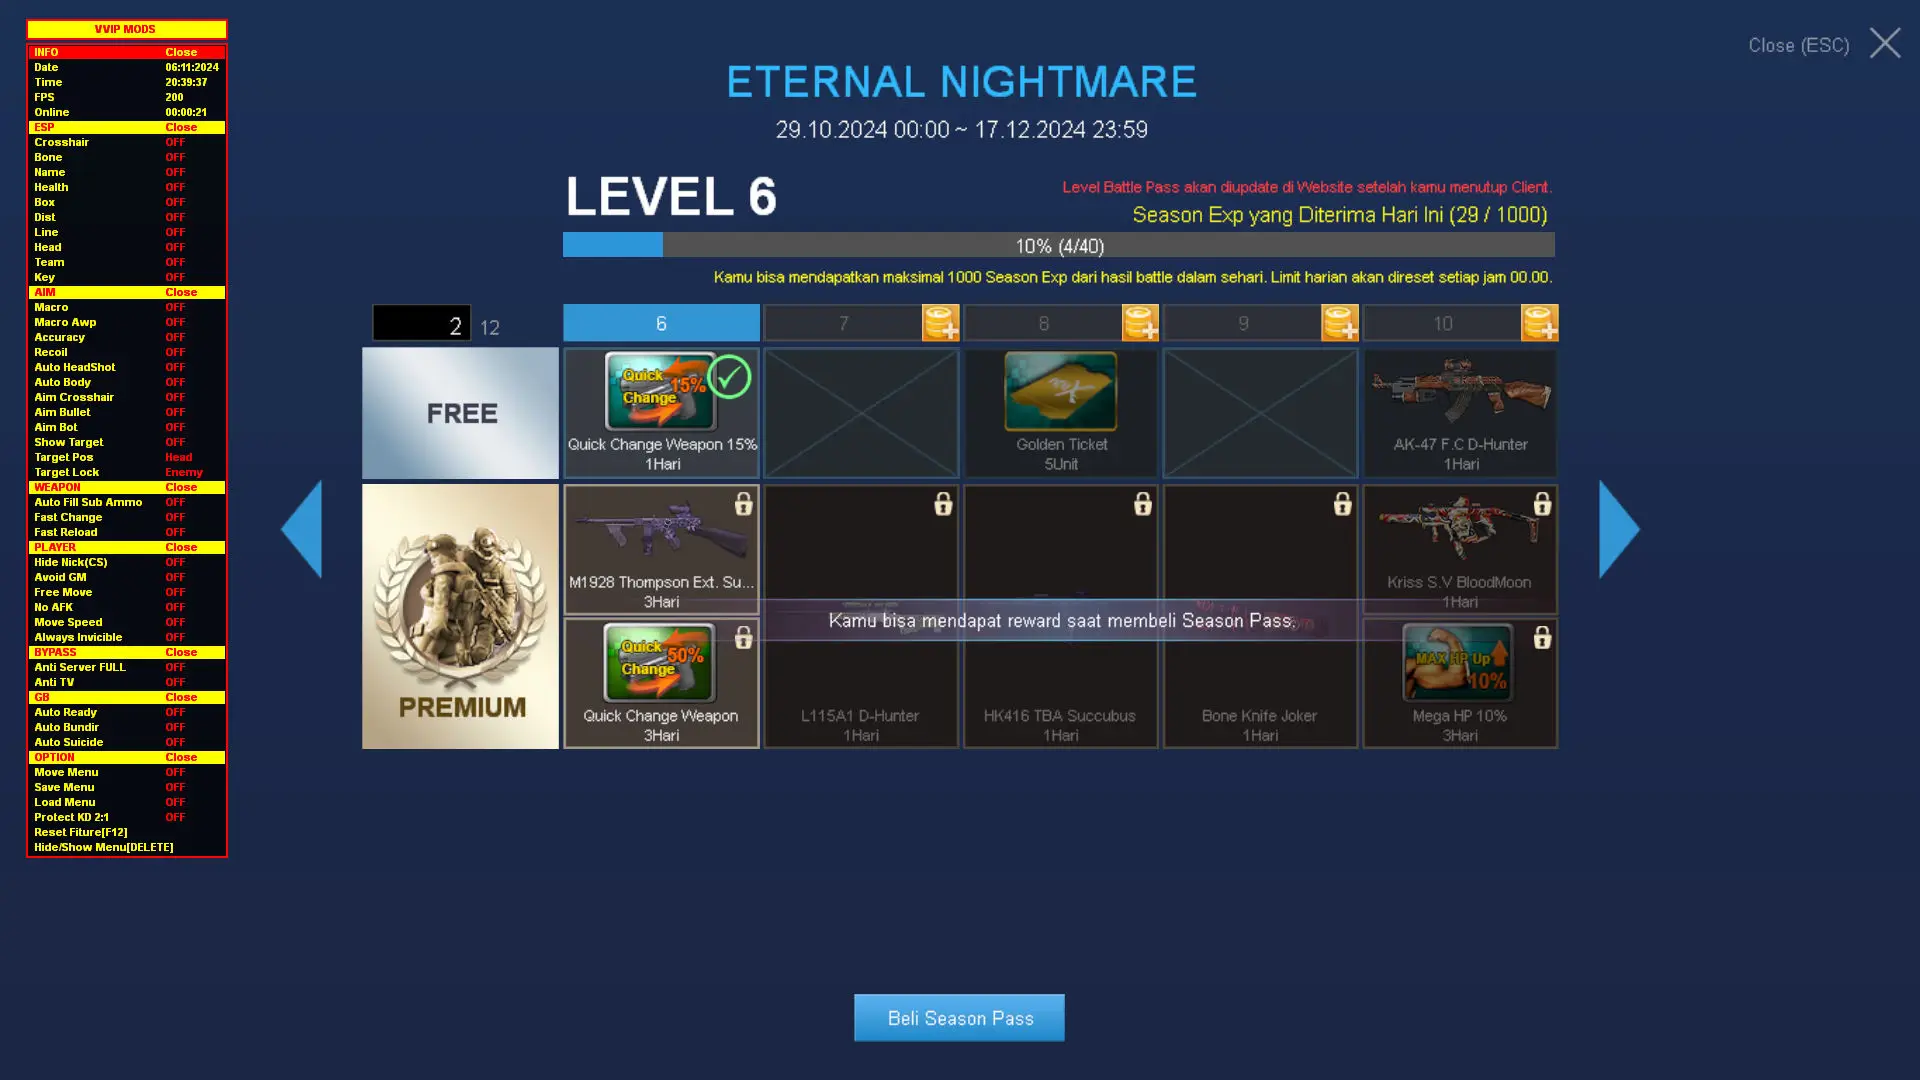 VVIP MODS
INFO Close
Date 06:11:2024
Time 20:39:37
FPS 200
Online 00:00:21
ESP Close
Crosshair OFF
Bone OFF
Name OFF
Health OFF
Box OFF
Dist OFF
Line OFF
Head OFF
Team OFF
Key OFF
AIM Close
Macro OFF
Macro Awp OFF
Accuracy OFF
Recoil OFF
Auto HeadShot OFF
Auto Body OFF
Aim Crosshair OFF
Aim Bullet OFF
Aim Bot OFF
Show Target OFF
Target Pos Head
Target Lock Enemy
WEAPON Close
Auto Fill Sub Ammo OFF
Fast Change OFF
Fast Reload OFF
PLAYER Close
Hide Nick(CS) OFF
Avoid GM OFF
Free Move OFF
No AFK OFF
Move Speed OFF
Always Invicible OFF
BYPASS Close
Anti Server FULL OFF
Anti TV OFF
GB Close
Auto Ready OFF
Auto Bundir OFF
Auto Suicide OFF
OPTION Close
Move Menu OFF
Save Menu OFF
Load Menu OFF
Protect KD 2:1 OFF
Reset Fiture[F12]
Hide/Show Menu[DELETE]
Close (ESC)
ETERNAL NIGHTMARE
29.10.2024 00:00 ~ 17.12.2024 23:59
LEVEL 6
Level Battle Pass akan diupdate di Website setelah kamu menutup Client.
Season Exp yang Diterima Hari Ini (29 / 1000)
10% (4/40)
Kamu bisa mendapatkan maksimal 1000 Season Exp dari hasil battle dalam sehari. Limit harian akan direset setiap jam 00.00.
2 12 6 7 8 9 10
FREE
Quick Change 15%
Quick Change Weapon 15%
1Hari
Golden Ticket
5Unit
AK-47 F.C D-Hunter
1Hari
PREMIUM
M1928 Thompson Ext. Su...
3Hari
Kriss S.V BloodMoon
1Hari
Kamu bisa mendapat reward saat membeli Season Pass.
Quick Change 50%
Quick Change Weapon
3Hari
L115A1 D-Hunter
1Hari
HK416 TBA Succubus
1Hari
Bone Knife Joker
1Hari
MAX HP Up 10%
Mega HP 10%
3Hari
Beli Season Pass